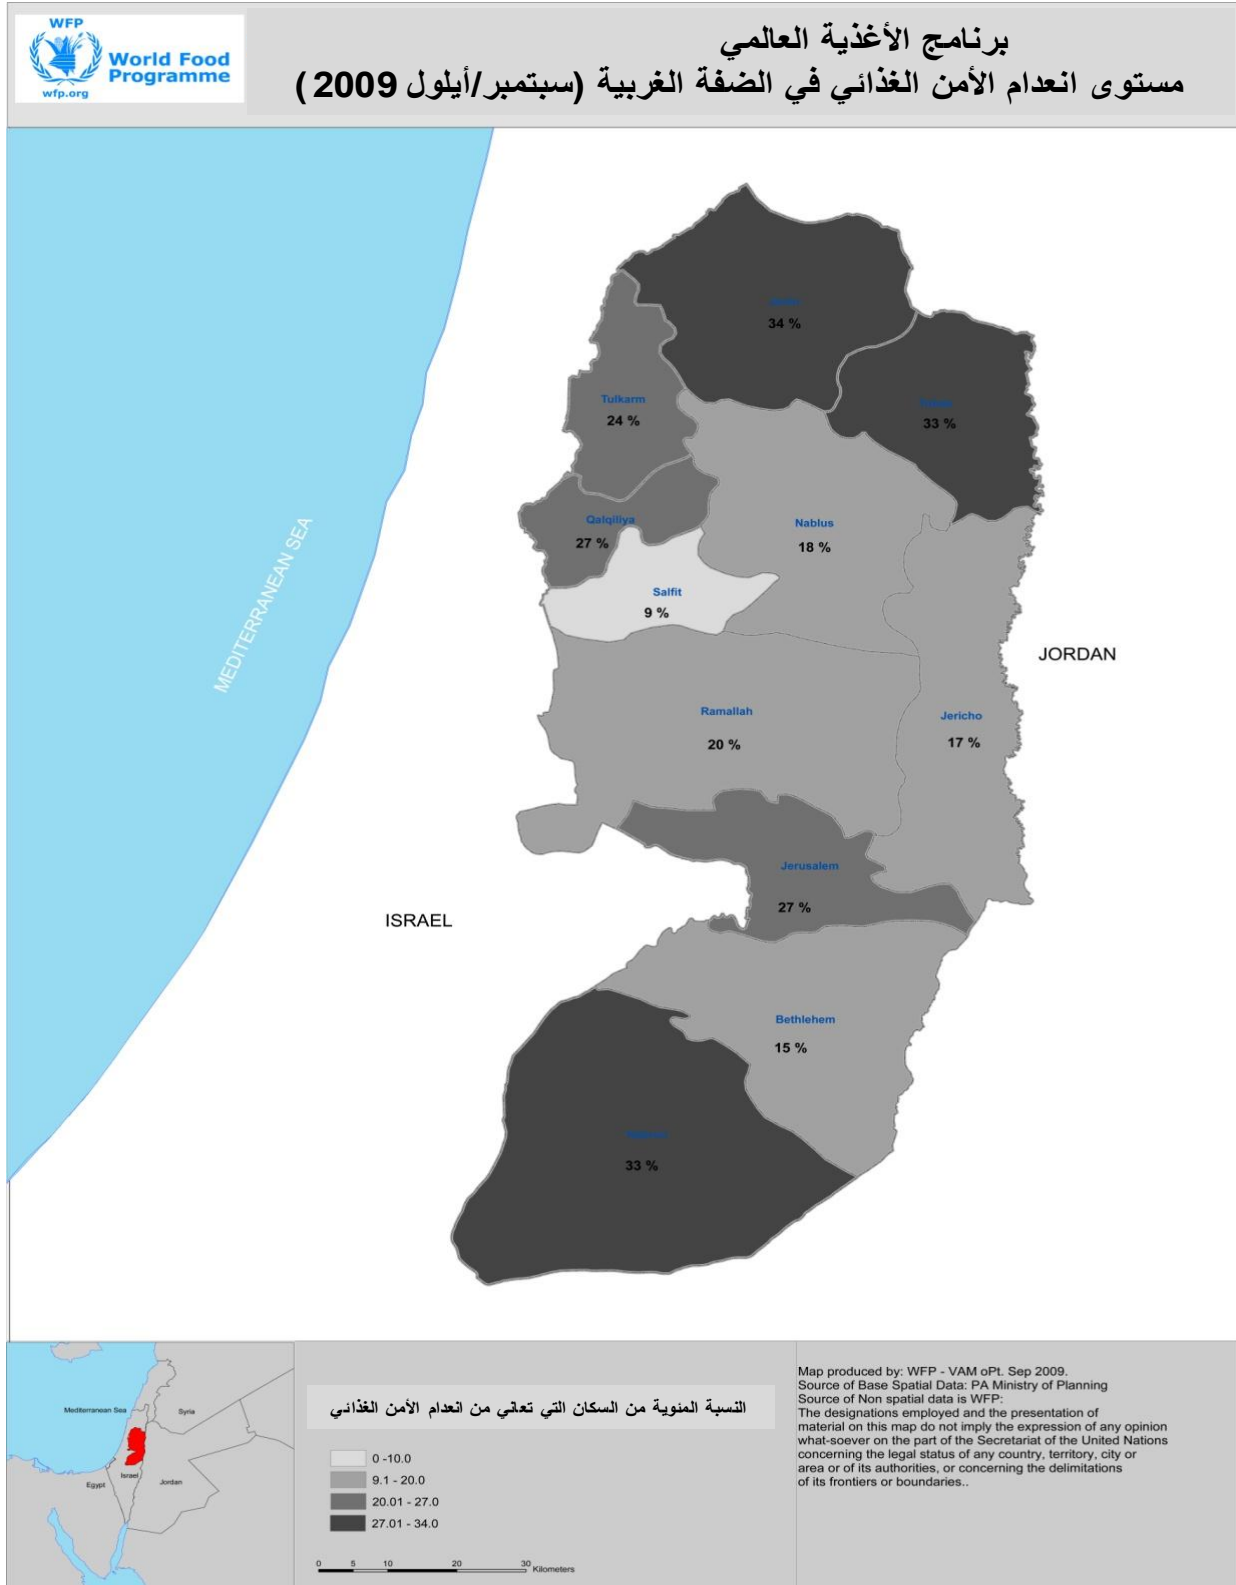 WFP
World Food
Programme
wfp.org
برنامج الأغذية العالمي
مستوى انعدام الأمن الغذائي في الضفة الغربية (سبتمبر/أيلول 2009 )
34 %
33 %
Tulkarm
24 %
Qalqiliya
27 %
Nablus
18 %
Salfit
9 %
MEDITERRANEAN SEA
JORDAN
Ramallah
20 %
Jericho
17 %
Jerusalem
27 %
ISRAEL
Bethlehem
15 %
33 %
Mediterranean Sea
Syria
Israel
Jordan
Egypt
النسبة المئوية من السكان التي تعاني من انعدام الأمن الغذائي
0 -10.0
9.1 - 20.0
20.01 - 27.0
27.01 - 34.0
0 5 10 20 30
Kilometers
Map produced by: WFP - VAM oPt. Sep 2009.
Source of Base Spatial Data: PA Ministry of Planning
Source of Non spatial data is WFP:
The designations employed and the presentation of
material on this map do not imply the expression of any opinion
what-soever on the part of the Secretariat of the United Nations
concerning the legal status of any country, territory, city or
area or of its authorities, or concerning the delimitations
of its frontiers or boundaries..